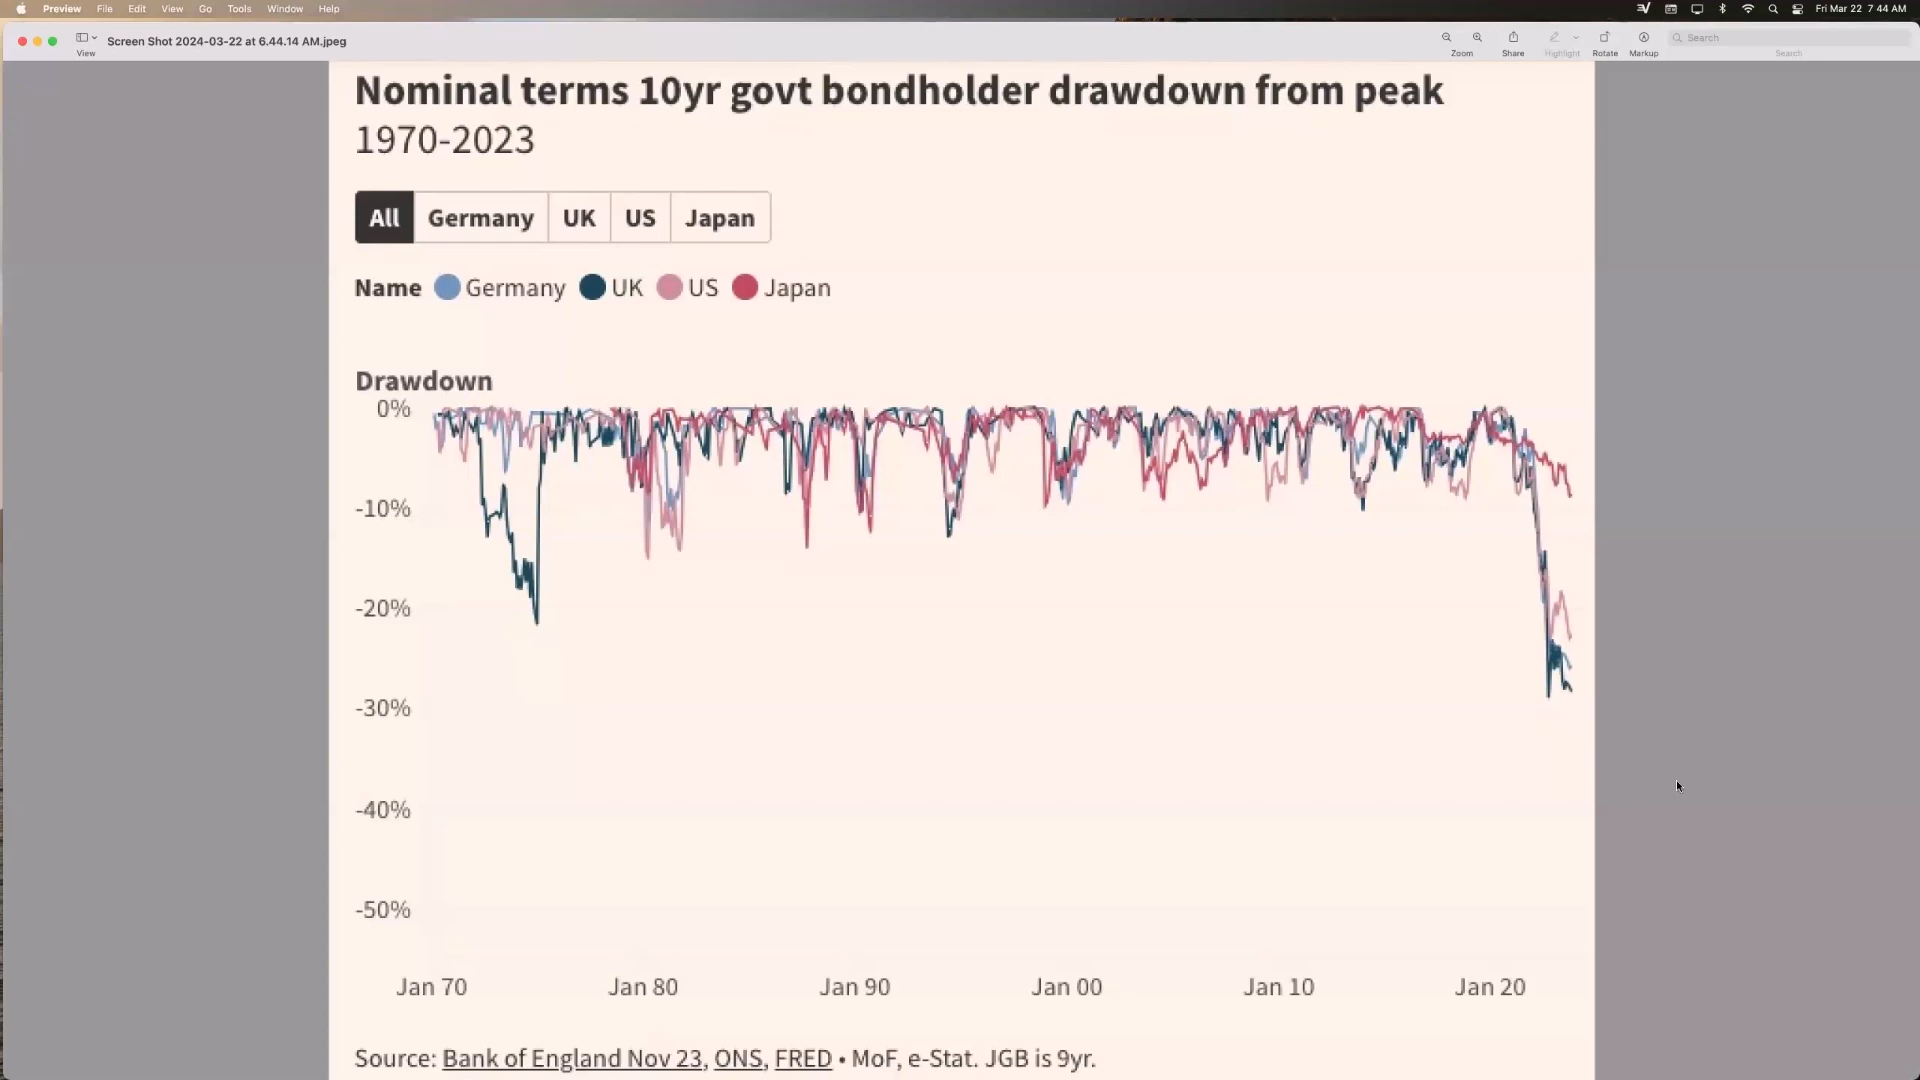 Preview File Edit View Go Tools Window Help
Fri Mar 22 7 44 AM
Screen Shot 2024-03-22 at 6.44.14 AM.jpeg
Search
View
Zoom Share Highlight Rotate Markup Search
Nominal terms 10yr govt bondholder drawdown from peak
1970-2023
All Germany UK US Japan
Name Germany UK US Japan
Drawdown
0%
-10%
-20%
-30%
-40%
-50%
Jan 70 Jan 80 Jan 90 Jan 00 Jan 10 Jan 20
Source: Bank of England Nov 23, ONS, FRED • MoF, e-Stat. JGB is 9yr.